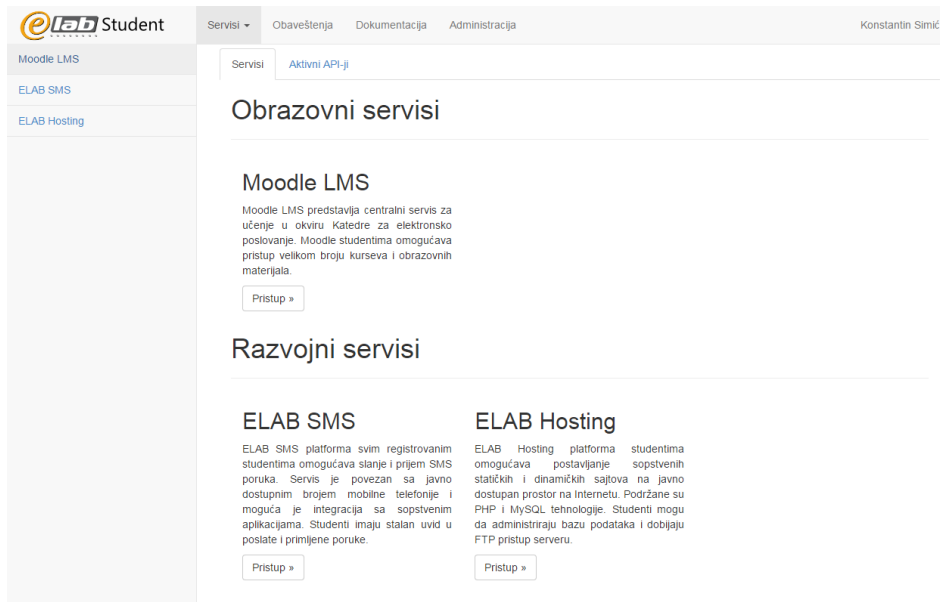 elab Student
Servisi
Obaveštenja
Dokumentacija
Administracija
Konstantin Simić
Moodle LMS
ELAB SMS
ELAB Hosting
Servisi
Aktivni API-ji
Obrazovni servisi
Moodle LMS
Moodle LMS predstavlja centralni servis za
učenje u okviru Katedre za elektronsko
poslovanje. Moodle studentima omogućava
pristup velikom broju kurseva i obrazovnih
materijala.
Pristup »
Razvojni servisi
ELAB SMS
ELAB SMS platforma svim registrovanim
studentima omogućava slanje i prijem SMS
poruka. Servis je povezan sa javno
dostupnim brojem mobilne telefonije i
moguća je integracija sa sopstvenim
aplikacijama. Studenti imaju stalan uvid u
poslate i primljene poruke.
Pristup »
ELAB Hosting
ELAB Hosting platforma studentima
omogućava postavljanje sopstvenih
statičkih i dinamičkih sajtova na javno
dostupan prostor na Internetu. Podržane su
PHP i MySQL tehnologije. Studenti mogu
da administriraju bazu podataka i dobijaju
FTP pristup serveru.
Pristup »